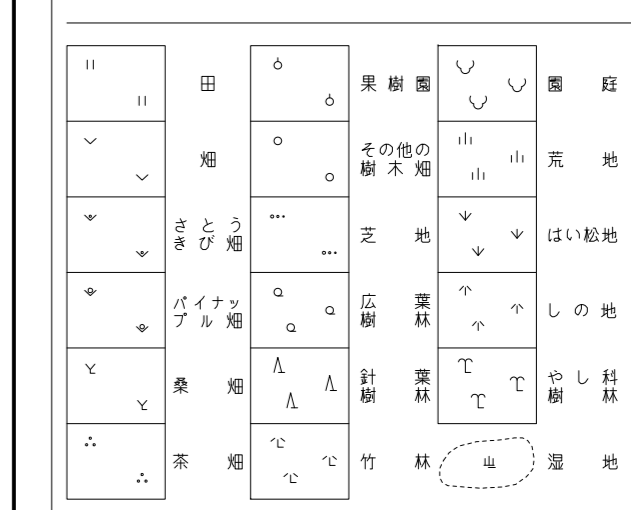 田
畑
さとう
きび畑
パイナッ
プル畑
桑畑
茶畑
果樹園
その他の
樹木畑
芝地
広葉
樹林
針葉
樹林
竹林
園庭
荒地
はい松地
しの地
やし科
樹林
湿地